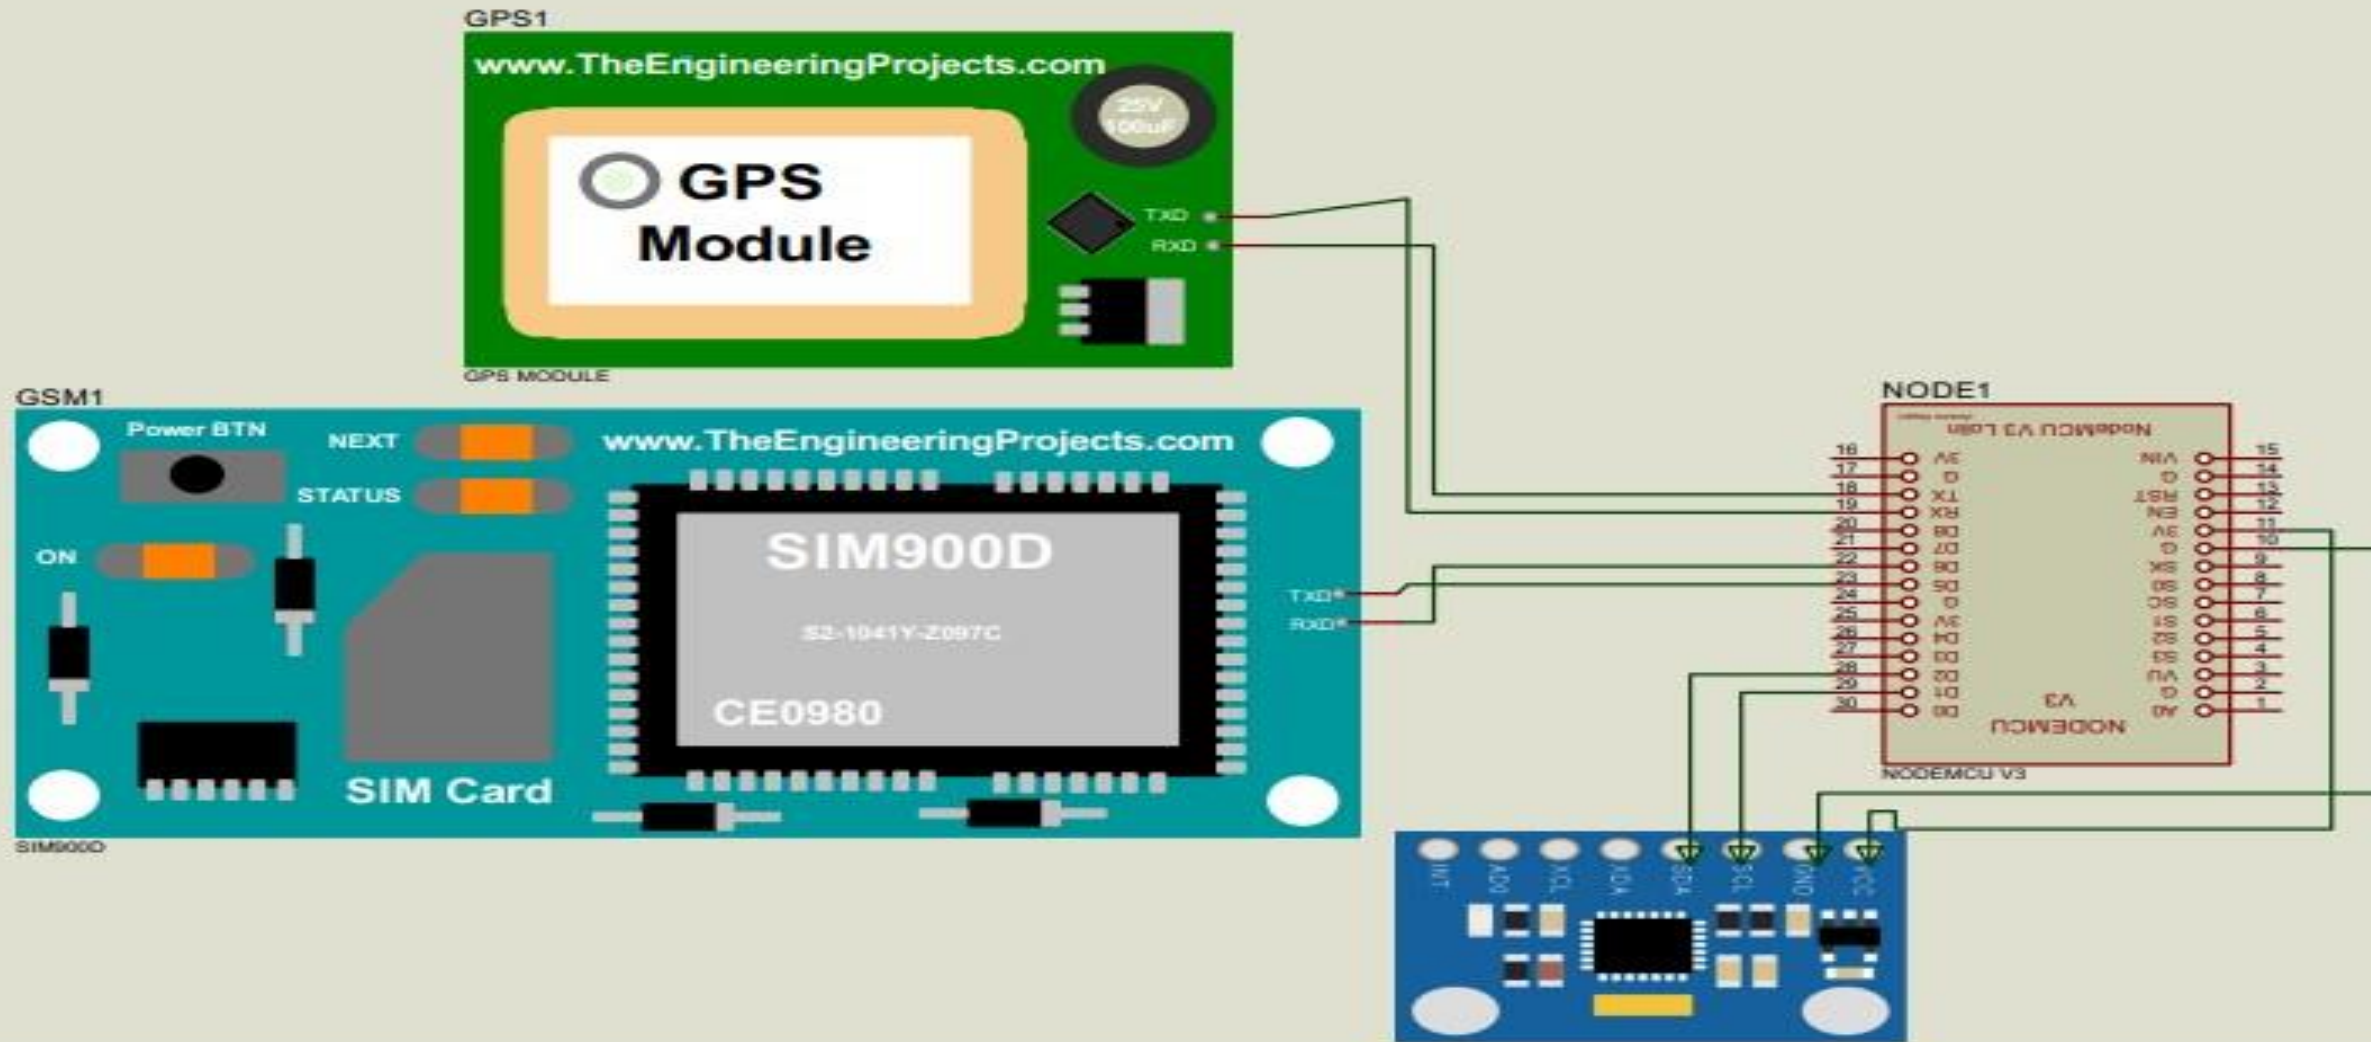 GPS1
www.TheEngineeringProjects.com
25V
100uF
GPS
Module
TXD
RXD
GPS MODULE
GSM1
Power BTN
NEXT
www.TheEngineeringProjects.com
STATUS
ON
SIM900D
S2-1041Y-Z097C
CE0980
TXD
RXD
SIM Card
SIM900D
NODE1
NodeMCU V3 Lolin
16 3V VIN 15
17 G G 14
18 TX RST 13
19 RX EN 12
20 D8 3V 11
21 D7 G 10
22 D6 SK 9
23 D5 S0 8
24 G SC 7
25 3V S1 6
26 D4 S2 5
27 D3 S3 4
28 D2 VU 3
29 D1 G 2
30 D0 A0 1
V3
NODEMCU
NODEMCU V3
INT
AD0
XCL
XDA
SDA
SCL
GND
VCC